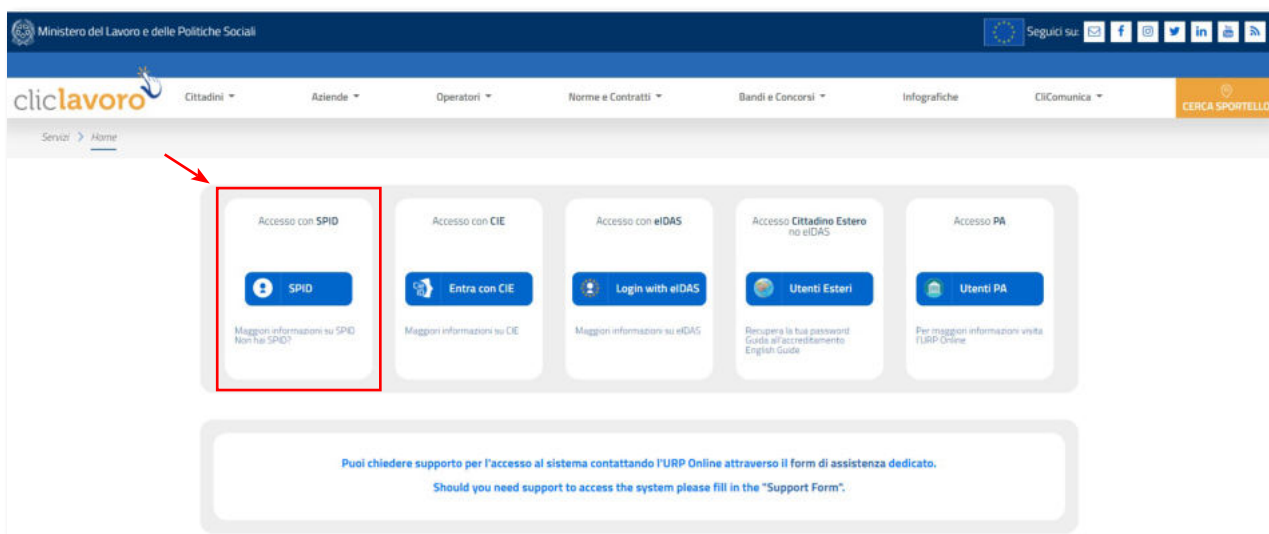 Ministero del Lavoro e delle Politiche Sociali
Seguici su:
cliclavoro
Cittadini
Aziende
Operatori
Norme e Contratti
Bandi e Concorsi
Infografiche
CliComunica
CERCA SPORTELLO
Servizi > Home
Accesso con SPID
SPID
Maggiori informazioni su SPID
Non hai SPID?
Accesso con CIE
Entra con CIE
Maggiori informazioni su CIE
Accesso con eIDAS
Login with eIDAS
Maggiori informazioni su eIDAS
Accesso Cittadino Estero
no eIDAS
Utenti Esteri
Recupera la tua password
Guida all'accreditamento
English Guide
Accesso PA
Utenti PA
Per maggiori informazioni visita
l'URP Online
Puoi chiedere supporto per l'accesso al sistema contattando l'URP Online attraverso il form di assistenza dedicato.
Should you need support to access the system please fill in the "Support Form".